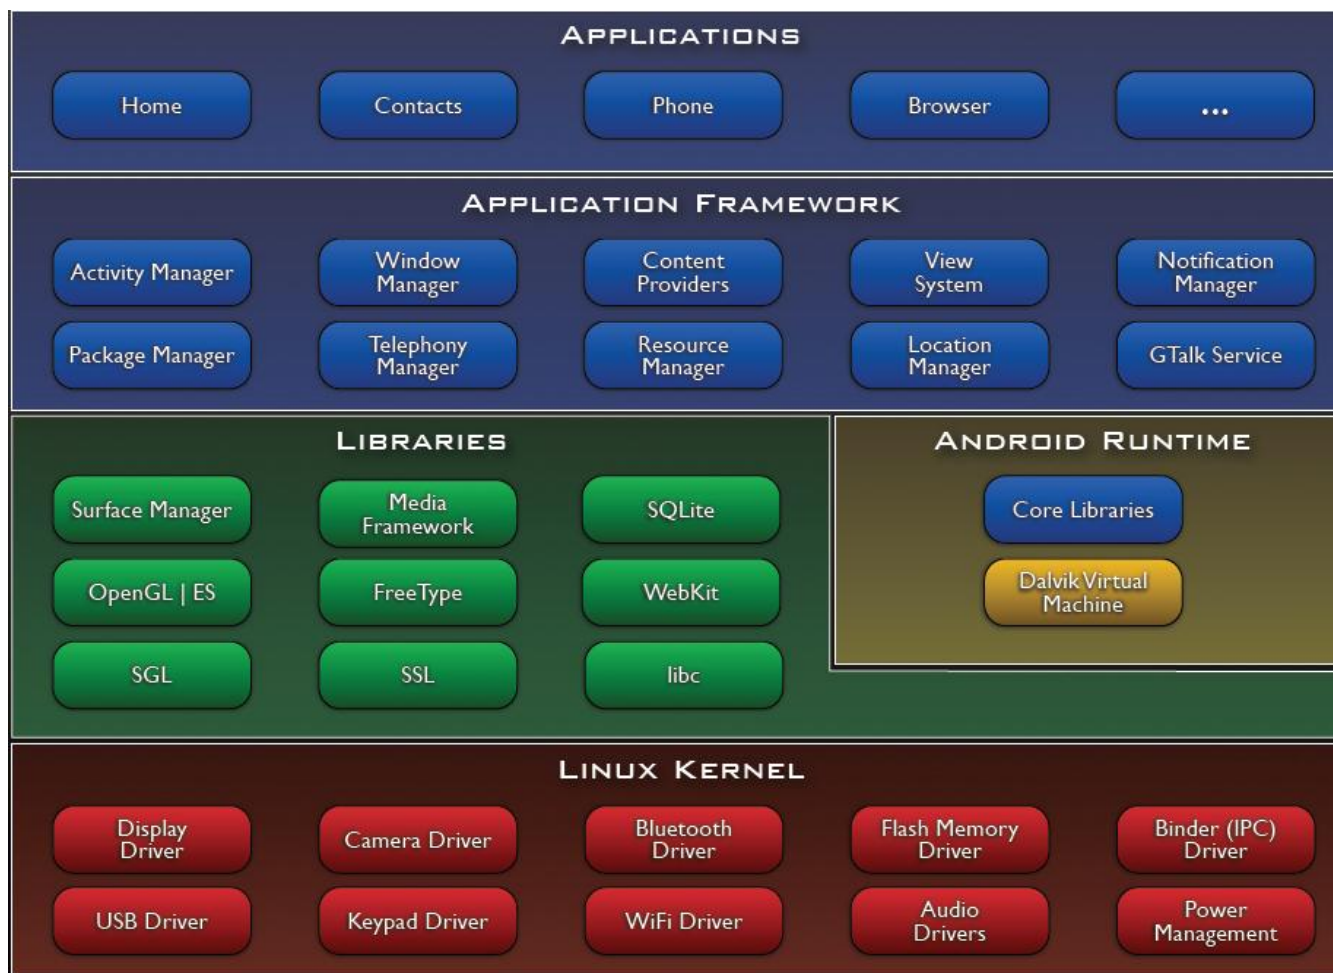 APPLICATIONS
Home
Contacts
Phone
Browser
...
APPLICATION FRAMEWORK
Activity Manager
Window
Manager
Content
Providers
View
System
Notification
Manager
Package Manager
Telephony
Manager
Resource
Manager
Location
Manager
GTalk Service
LIBRARIES
Surface Manager
Media
Framework
SQLite
OpenGL | ES
FreeType
WebKit
SGL
SSL
libc
ANDROID RUNTIME
Core Libraries
Dalvik Virtual
Machine
LINUX KERNEL
Display
Driver
Camera Driver
Bluetooth
Driver
Flash Memory
Driver
Binder (IPC)
Driver
USB Driver
Keypad Driver
WiFi Driver
Audio
Drivers
Power
Management